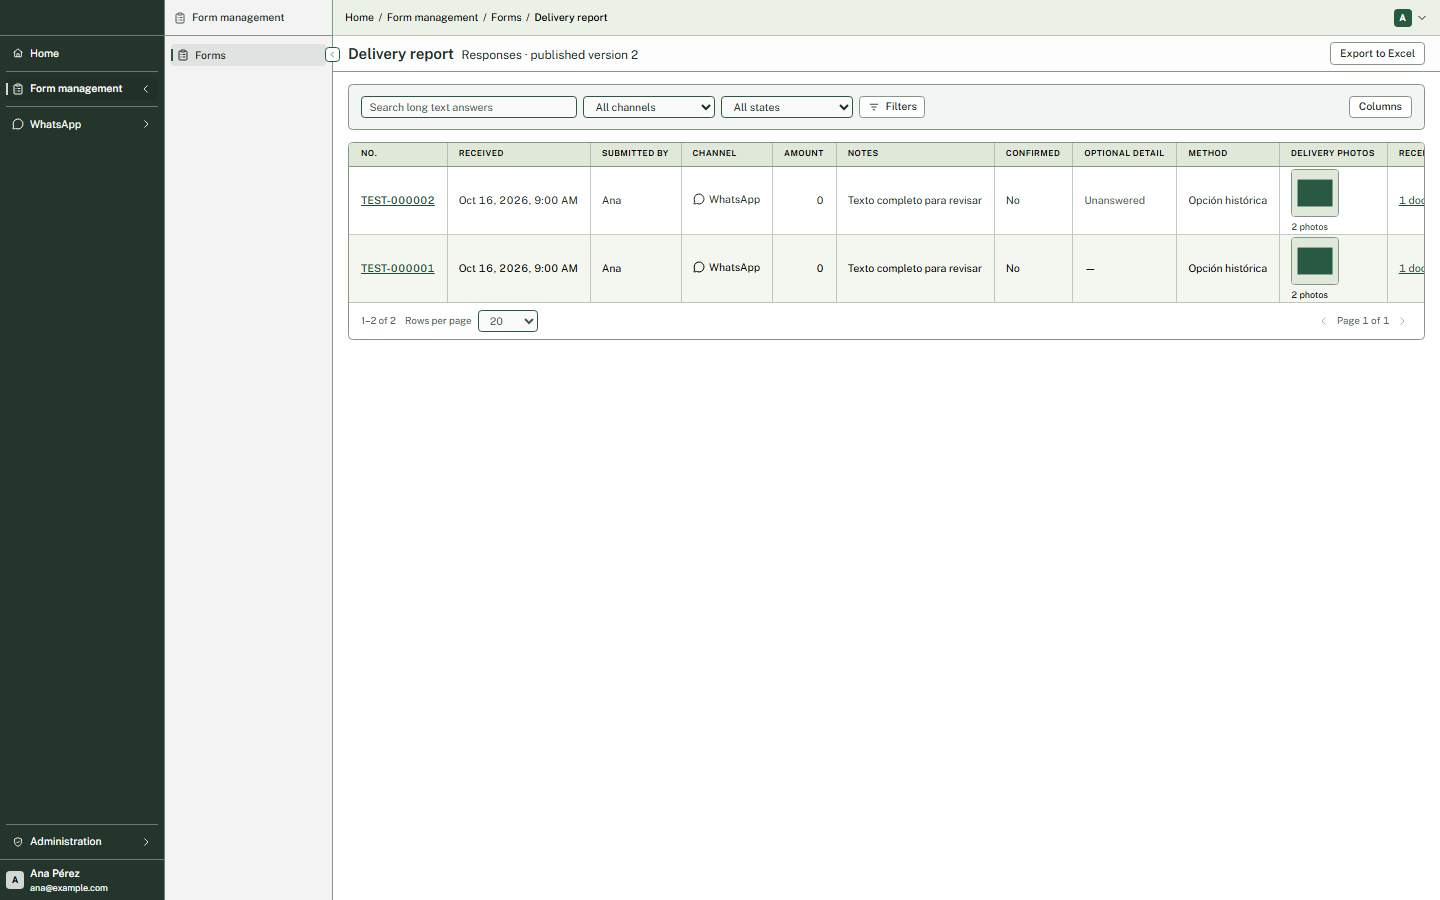 Form management
Home / Form management / Forms / Delivery report
A
Home
Form management
WhatsApp
Forms
Delivery report Responses · published version 2
Export to Excel
Search long text answers
All channels
All states
Filters
Columns
NO. RECEIVED SUBMITTED BY CHANNEL AMOUNT NOTES CONFIRMED OPTIONAL DETAIL METHOD DELIVERY PHOTOS
TEST-000002 Oct 16, 2026, 9:00 AM Ana WhatsApp 0 Texto completo para revisar No Unanswered Opción histórica 2 photos 1 doc
TEST-000001 Oct 16, 2026, 9:00 AM Ana WhatsApp 0 Texto completo para revisar No — Opción histórica 2 photos 1 doc
1–2 of 2 Rows per page 20 Page 1 of 1
Administration
A
Ana Pérez
ana@example.com